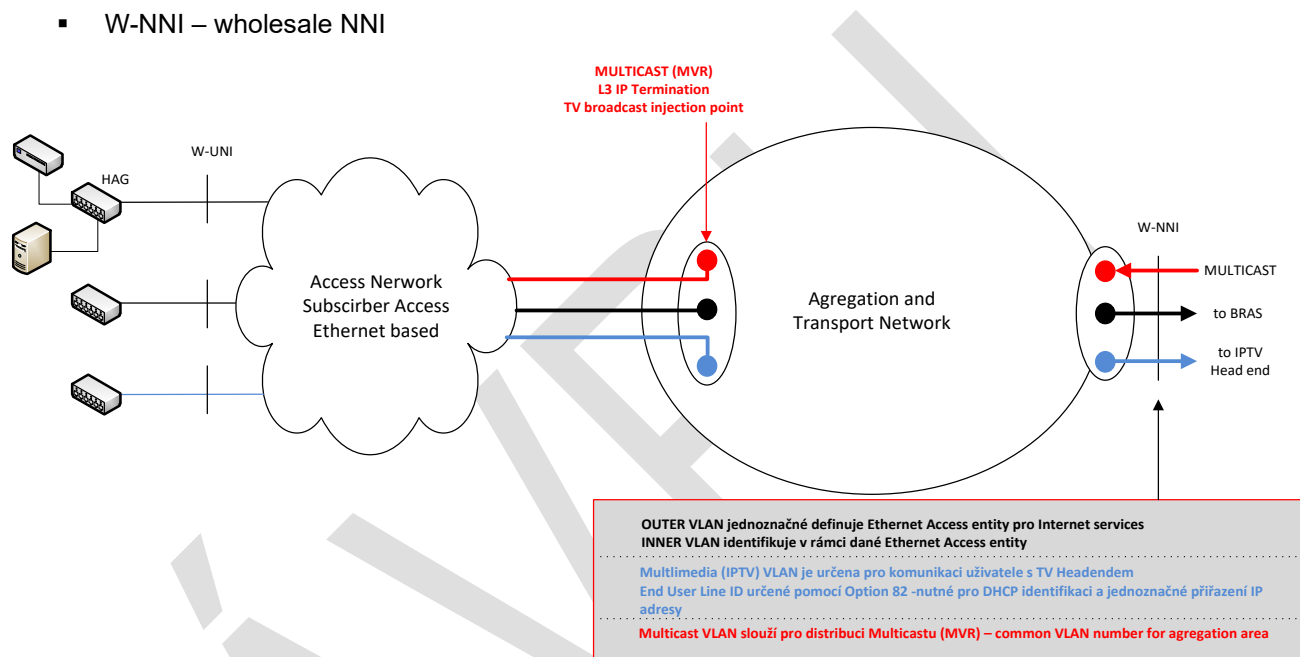 ▪ W-NNI – wholesale NNI
MULTICAST (MVR)
L3 IP Termination
TV broadcast injection point
W-UNI
HAG
Access Nerwork
Subscirber Access
Ethernet based
Agregation and
Transport Network
W-NNI
MULTICAST
to BRAS
to IPTV
Head end
OUTER VLAN jednoznačné definuje Ethernet Access entity pro Internet services
INNER VLAN identifikuje v rámci dané Ethernet Access entity
Multlimedia (IPTV) VLAN je určena pro komunikaci uživatele s TV Headendem
End User Line ID určené pomocí Option 82 -nutné pro DHCP identifikaci a jednoznačné přiřazení IP
adresy
Multicast VLAN slouží pro distribuci Multicastu (MVR) – common VLAN number for agregation area